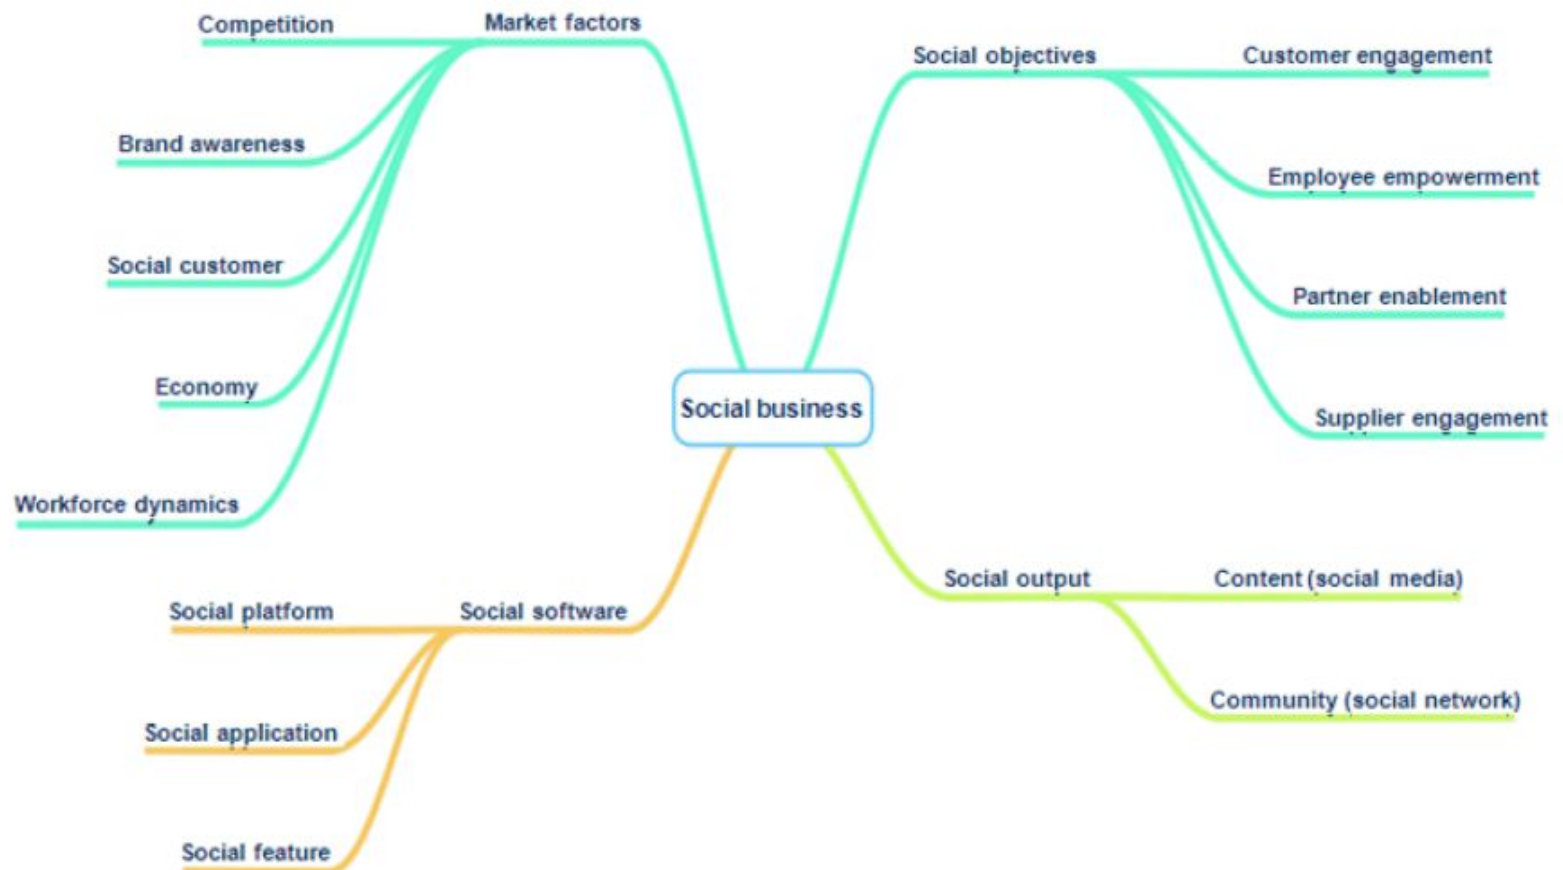 Market factors
Competition
Brand awareness
Social customer
Economy
Workforce dynamics
Social objectives
Customer engagement
Employee empowerment
Partner enablement
Supplier engagement
Social business
Social software
Social platform
Social application
Social feature
Social output
Content (social media)
Community (social network)